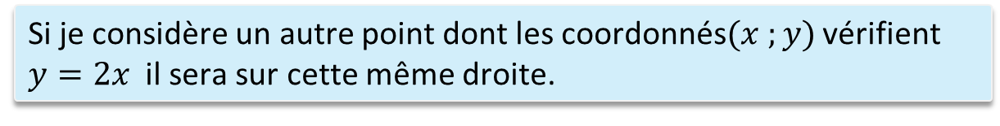 Si je considère un autre point dont les coordonnés(x ; y) vérifient
y = 2x il sera sur cette même droite.